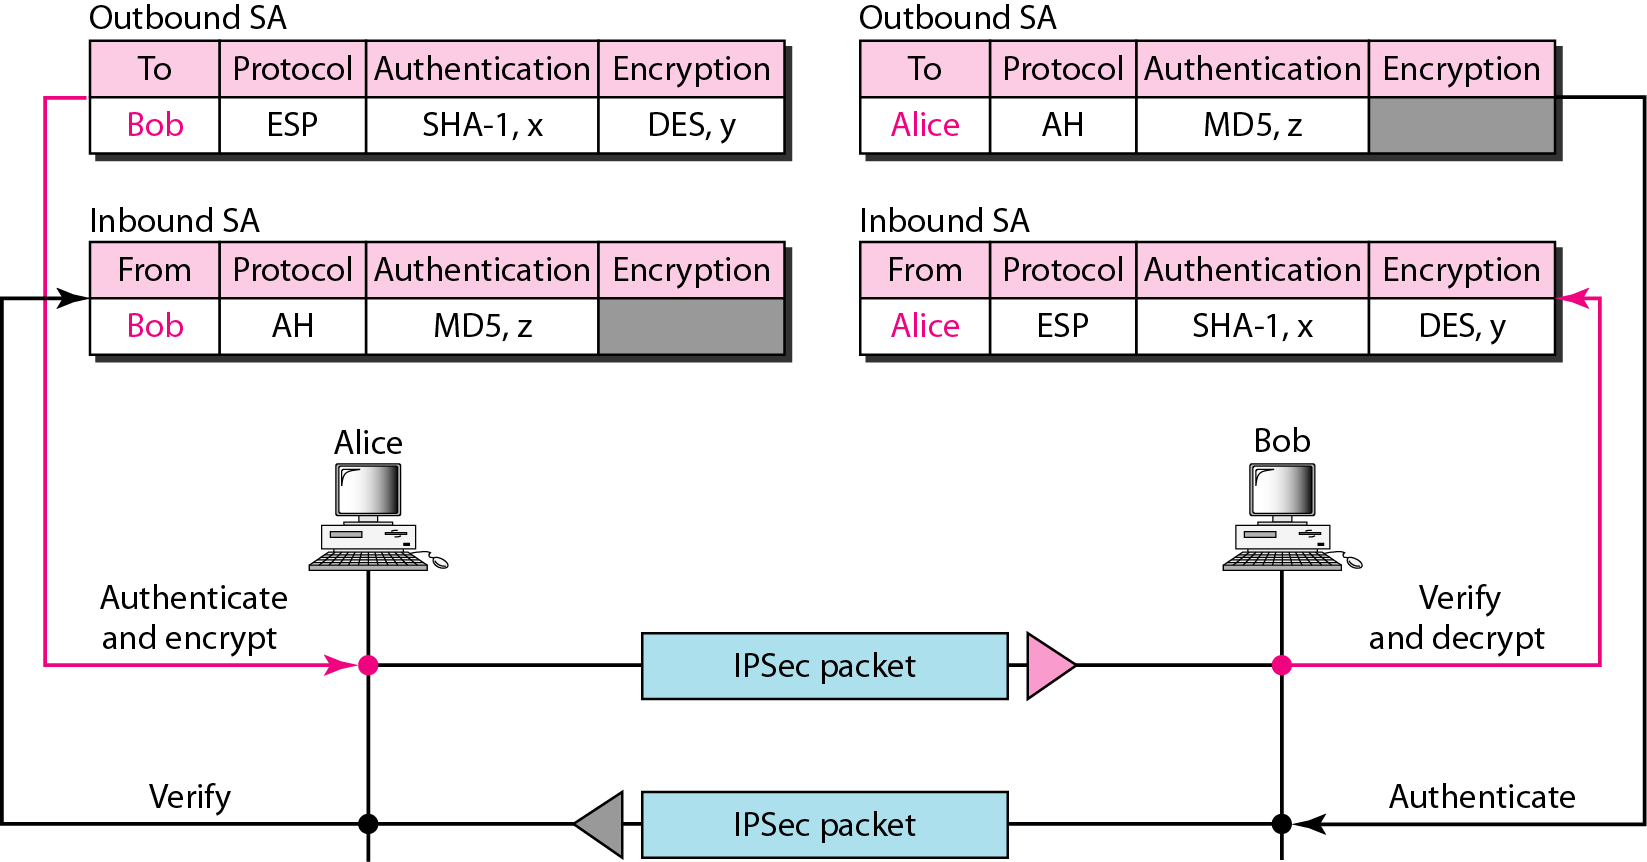 Outbound SA
To Protocol Authentication Encryption
Bob ESP SHA-1, x DES, y
Inbound SA
From Protocol Authentication Encryption
Bob AH MD5, z
Outbound SA
To Protocol Authentication Encryption
Alice AH MD5, z
Inbound SA
From Protocol Authentication Encryption
Alice ESP SHA-1, x DES, y
Alice
Bob
Authenticate
and encrypt
IPSec packet
Verify
and decrypt
Verify
IPSec packet
Authenticate